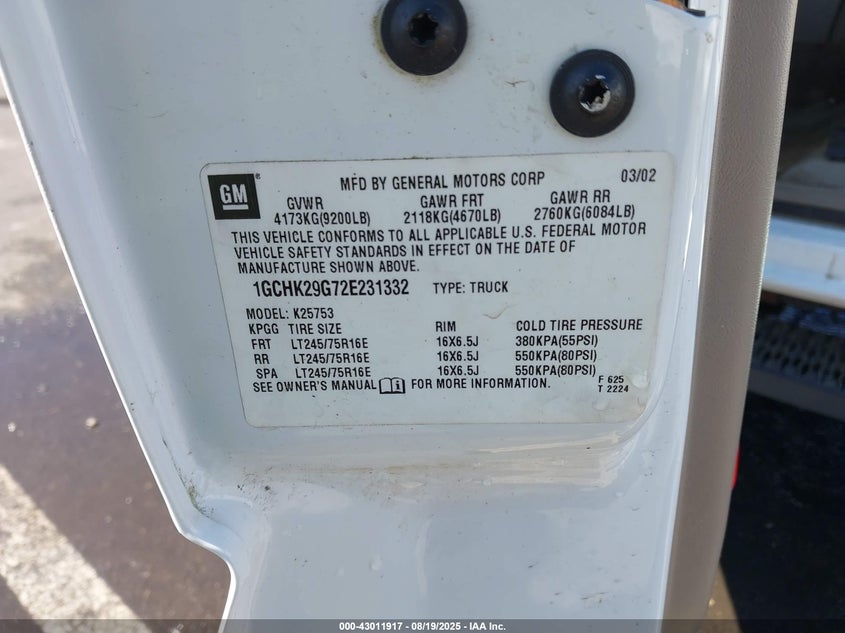 GM
MFD BY GENERAL MOTORS CORP 03/02
GVWR GAWR FRT GAWR RR
4173KG(9200LB) 2118KG(4670LB) 2760KG(6084LB)
THIS VEHICLE CONFORMS TO ALL APPLICABLE U.S. FEDERAL MOTOR
VEHICLE SAFETY STANDARDS IN EFFECT ON THE DATE OF
MANUFACTURE SHOWN ABOVE.
1GCHK29G72E231332 TYPE: TRUCK
MODEL: K25753
KPGG TIRE SIZE RIM COLD TIRE PRESSURE
FRT LT245/75R16E 16X6.5J 380KPA(55PSI)
RR LT245/75R16E 16X6.5J 550KPA(80PSI)
SPA LT245/75R16E 16X6.5J 550KPA(80PSI)
SEE OWNER'S MANUAL FOR MORE INFORMATION.
F 625
T 2224
000-43011917 - 08/19/2025 - IAA Inc.